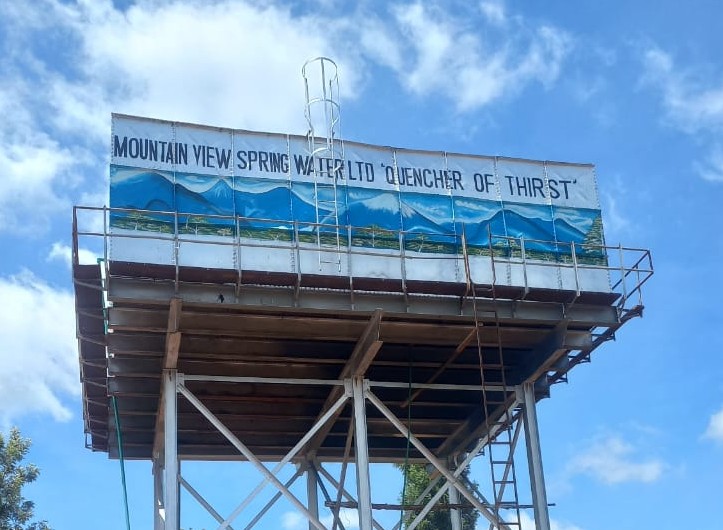 MOUNTAIN VIEW SPRING WATER LTD 'QUENCHER OF THIRST'